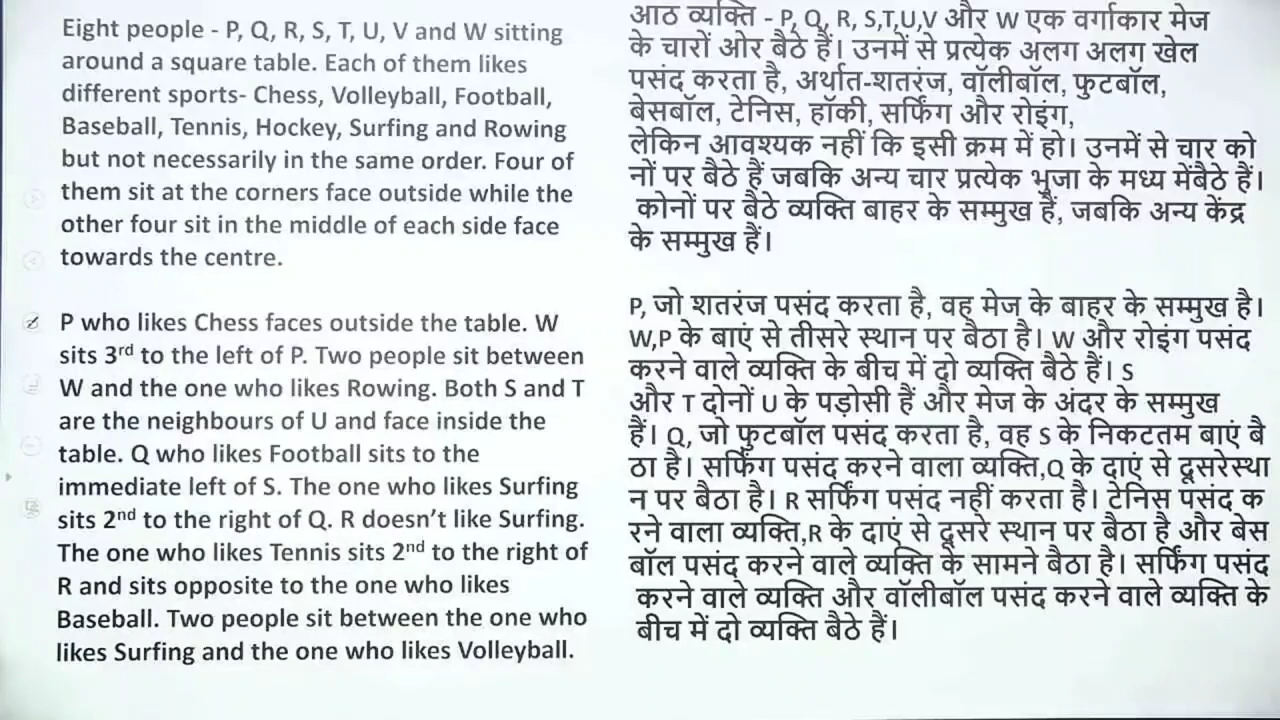 Eight people - P, Q, R, S, T, U, V and W sitting
around a square table. Each of them likes
different sports- Chess, Volleyball, Football,
Baseball, Tennis, Hockey, Surfing and Rowing
but not necessarily in the same order. Four of
them sit at the corners face outside while the
other four sit in the middle of each side face
towards the centre.
P who likes Chess faces outside the table. W
sits 3rd to the left of P. Two people sit between
W and the one who likes Rowing. Both S and T
are the neighbours of U and face inside the
table. Q who likes Football sits to the
immediate left of S. The one who likes Surfing
sits 2nd to the right of Q. R doesn't like Surfing.
The one who likes Tennis sits 2nd to the right of
R and sits opposite to the one who likes
Baseball. Two people sit between the one who
likes Surfing and the one who likes Volleyball.
आठ व्यक्ति - P, Q, R, S,T,U,V और W एक वर्गाकार मेज
के चारों ओर बैठे हैं। उनमें से प्रत्येक अलग अलग खेल
पसंद करता है, अर्थात-शतरंज, वॉलीबॉल, फुटबॉल,
बेसबॉल, टेनिस, हॉकी, सर्फिंग और रोइंग,
लेकिन आवश्यक नहीं कि इसी क्रम में हो। उनमें से चार को
नों पर बैठे हैं जबकि अन्य चार प्रत्येक भुजा के मध्य मेंबैठे हैं।
कोनों पर बैठे व्यक्ति बाहर के सम्मुख हैं, जबकि अन्य केंद्र
के सम्मुख हैं।
P, जो शतरंज पसंद करता है, वह मेज के बाहर के सम्मुख है।
W,P के बाएं से तीसरे स्थान पर बैठा है। W और रोइंग पसंद
करने वाले व्यक्ति के बीच में दो व्यक्ति बैठे हैं। S
और T दोनों U के पड़ोसी हैं और मेज के अंदर के सम्मुख
हैं। Q, जो फुटबॉल पसंद करता है, वह S के निकटतम बाएं बै
ठा है। सर्फिंग पसंद करने वाला व्यक्ति,Q के दाएं से दूसरेस्था
न पर बैठा है। R सर्फिंग पसंद नहीं करता है। टेनिस पसंद क
रने वाला व्यक्ति,R के दाएं से दूसरे स्थान पर बैठा है और बेस
बॉल पसंद करने वाले व्यक्ति के सामने बैठा है। सर्फिंग पसंद
करने वाले व्यक्ति और वॉलीबॉल पसंद करने वाले व्यक्ति के
बीच में दो व्यक्ति बैठे हैं।